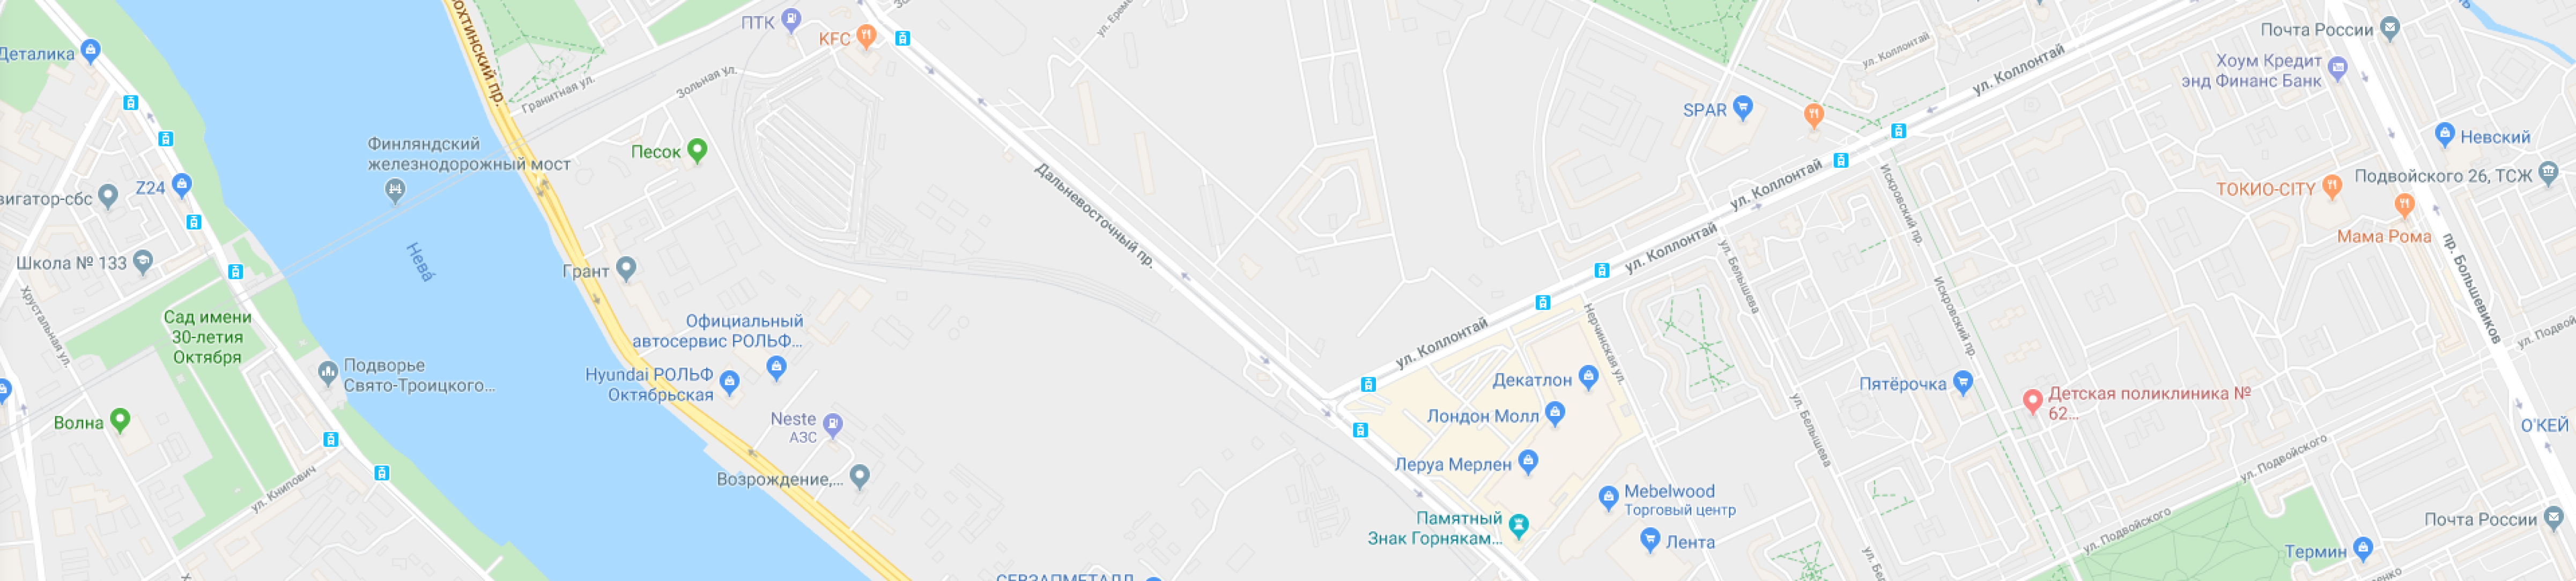 Деталика
Z24
Школа № 133
Хрустальная ул.
Сад имени
30-летия
Октября
Волна
ул. Книпович
Подворье
Свято-Троицкого...
Финляндский
железнодорожный мост
Нева́
Гранитная ул.
Зольная ул.
ПТК
KFC
Песок
Грант
Официальный
автосервис РОЛЬФ...
Hyundai РОЛЬФ
Октябрьская
Neste
АЗС
Возрождение,...
Дальневосточный пр.
ул. Коллонтай
ул. Коллонтай
ул. Коллонтай
ул. Коллонтай
ул. Коллонтай
SPAR
Декатлон
Лондон Молл
Леруа Мерлен
Памятный
Знак Горнякам...
Mebelwood
Торговый центр
Лента
Нерчинская ул.
ул. Белышева
ул. Белышева
Искровский пр.
Искровский пр.
Пятёрочка
Детская поликлиника №
62...
ул. Подвойского
ул. Подвойского
Почта России
Хоум Кредит
энд Финанс Банк
Невский
Подвойского 26, ТСЖ
ТОКИО-CITY
Мама Рома
пр. Большевиков
О'КЕЙ
Почта России
Термин